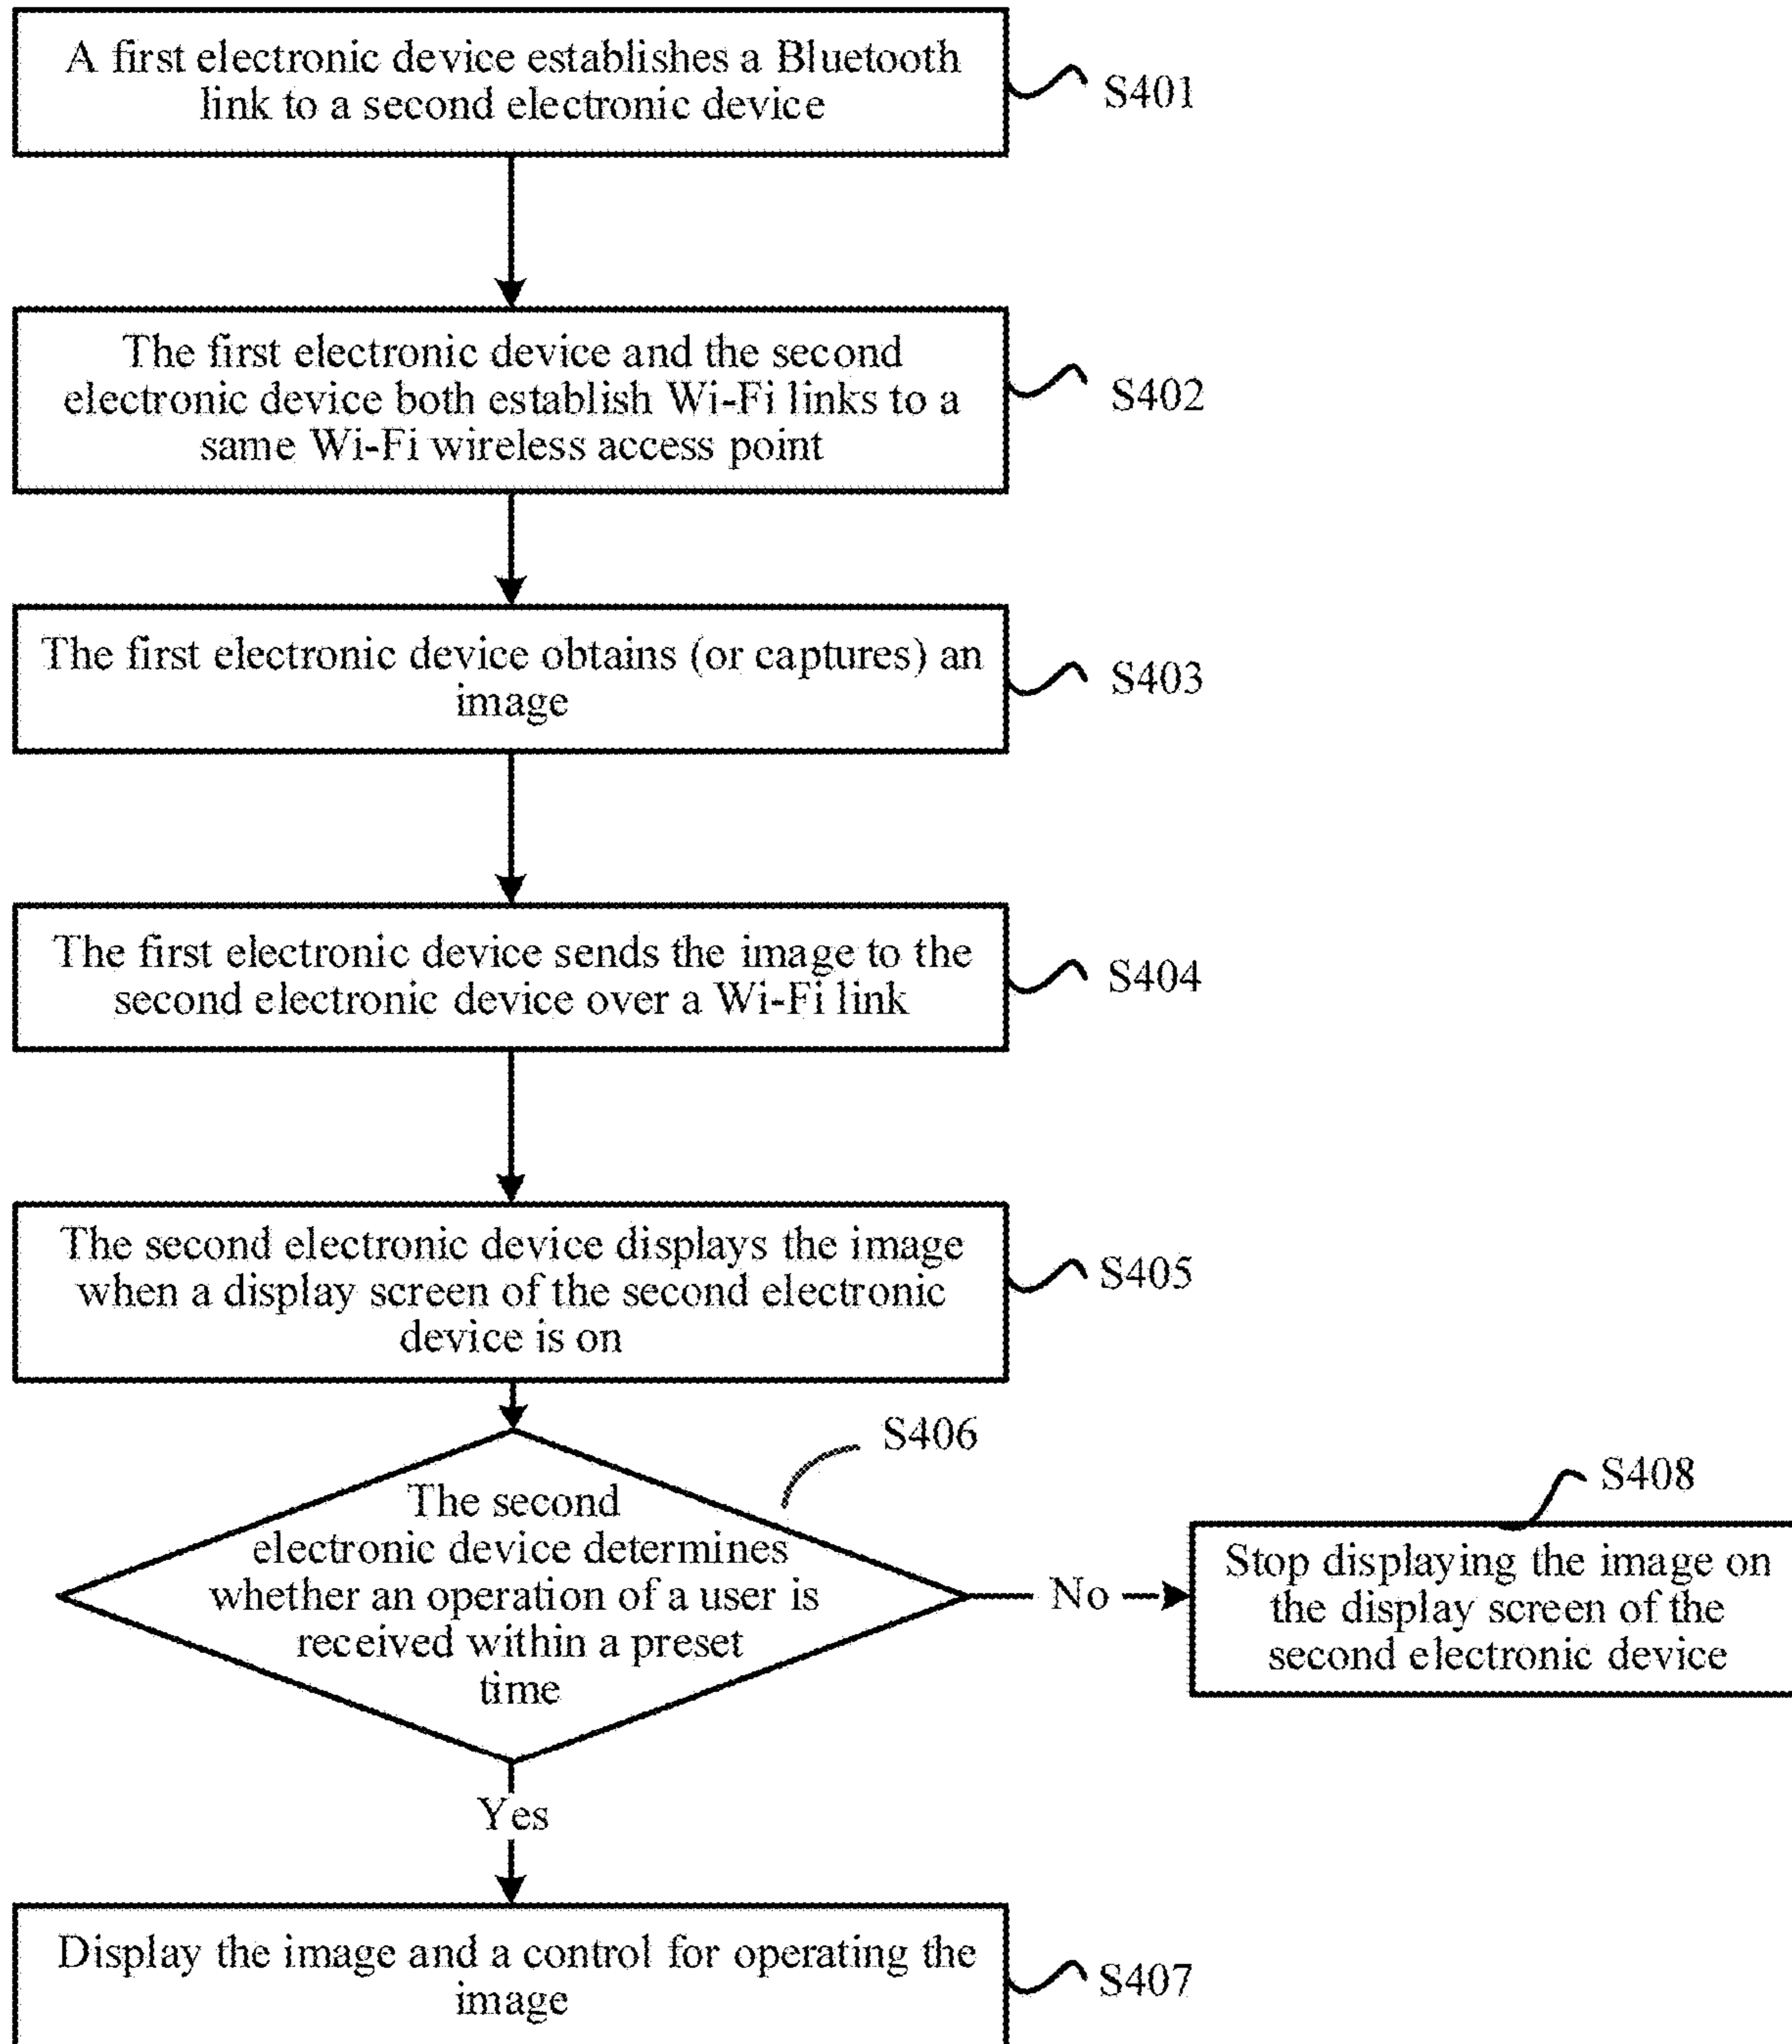 A first electronic device establishes a Bluetooth
link to a second electronic device
S401
The first electronic device and the second
electronic device both establish Wi-Fi links to a
same Wi-Fi wireless access point
S402
The first electronic device obtains (or captures) an
image
S403
The first electronic device sends the image to the
second electronic device over a Wi-Fi link
S404
The second electronic device displays the image
when a display screen of the second electronic
device is on
S405
S406
The second
electronic device determines
whether an operation of a user is
received within a preset
time
No
S408
Stop displaying the image on
the display screen of the
second electronic device
Yes
Display the image and a control for operating the
image
S407